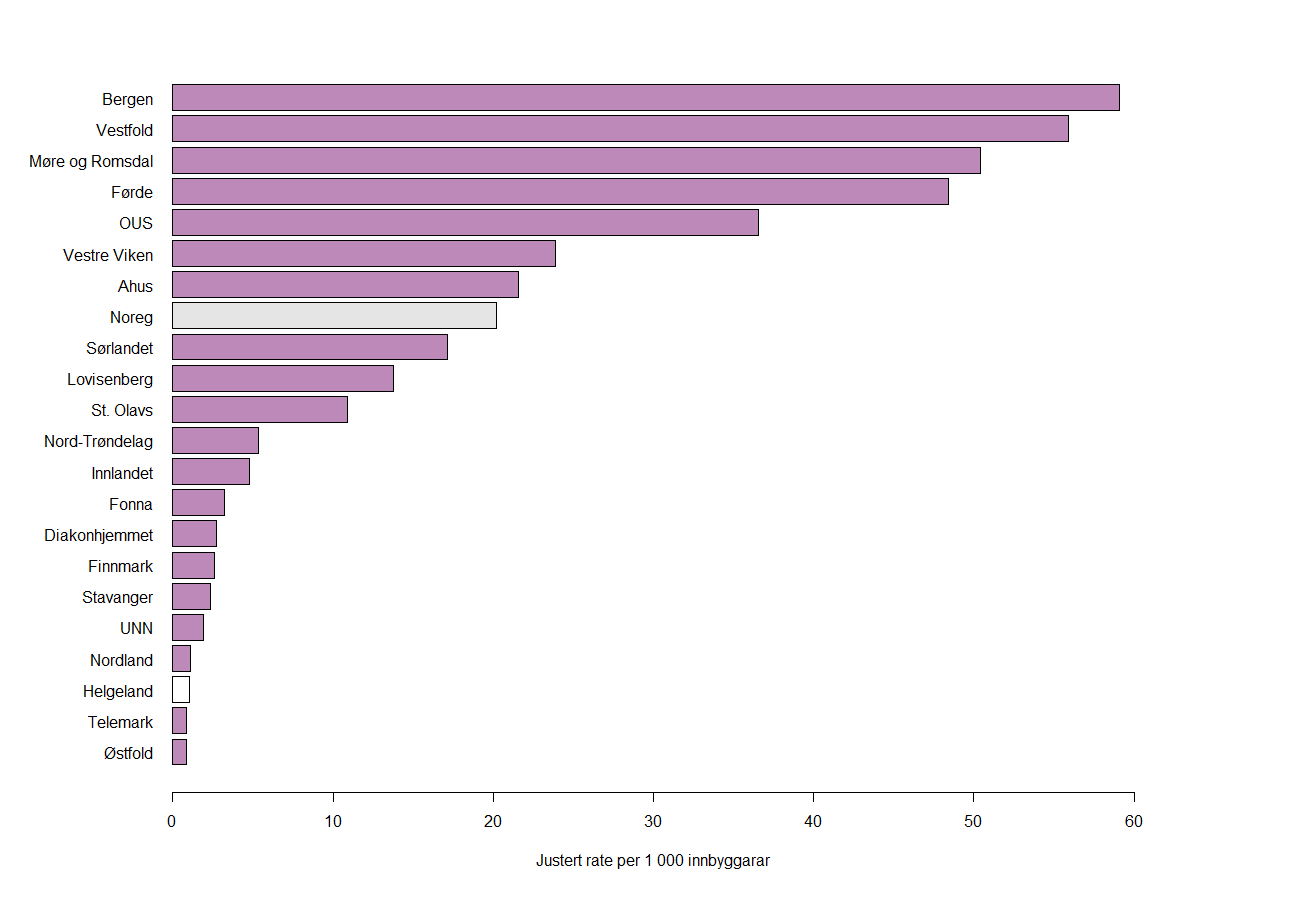 Bergen
Vestfold
Møre og Romsdal
Førde
OUS
Vestre Viken
Ahus
Noreg
Sørlandet
Lovisenberg
St. Olavs
Nord-Trøndelag
Innlandet
Fonna
Diakonhjemmet
Finnmark
Stavanger
UNN
Nordland
Helgeland
Telemark
Østfold
0 10 20 30 40 50 60
Justert rate per 1 000 innbyggarar